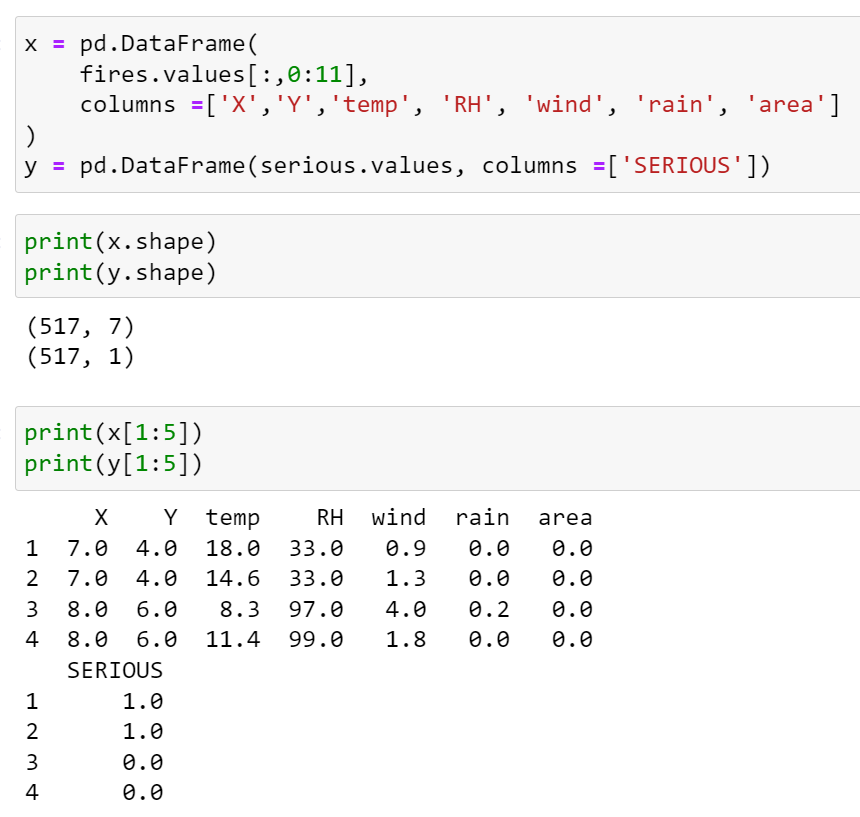 x = pd.DataFrame(
    fires.values[:,0:11],
    columns =['X','Y','temp', 'RH', 'wind', 'rain', 'area']
)
y = pd.DataFrame(serious.values, columns =['SERIOUS'])
print(x.shape)
print(y.shape)
(517, 7)
(517, 1)
print(x[1:5])
print(y[1:5])
     X    Y  temp    RH  wind  rain  area
1  7.0  4.0  18.0  33.0   0.9   0.0   0.0
2  7.0  4.0  14.6  33.0   1.3   0.0   0.0
3  8.0  6.0   8.3  97.0   4.0   0.2   0.0
4  8.0  6.0  11.4  99.0   1.8   0.0   0.0
   SERIOUS
1      1.0
2      1.0
3      0.0
4      0.0